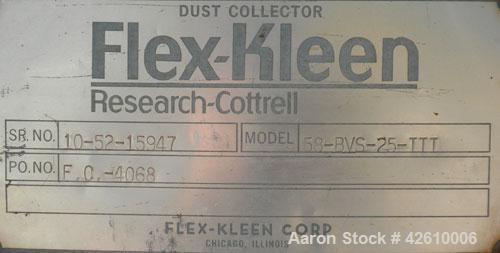 DUST COLLECTOR
Flex-Kleen
Research-Cottrell
SR. NO. 10-52-15947 MODEL 58-BVS-25-TTT
PO. NO. F.C.-4068
FLEX-KLEEN CORP
CHICAGO, ILLINOIS
Aaron Stock # 42610006